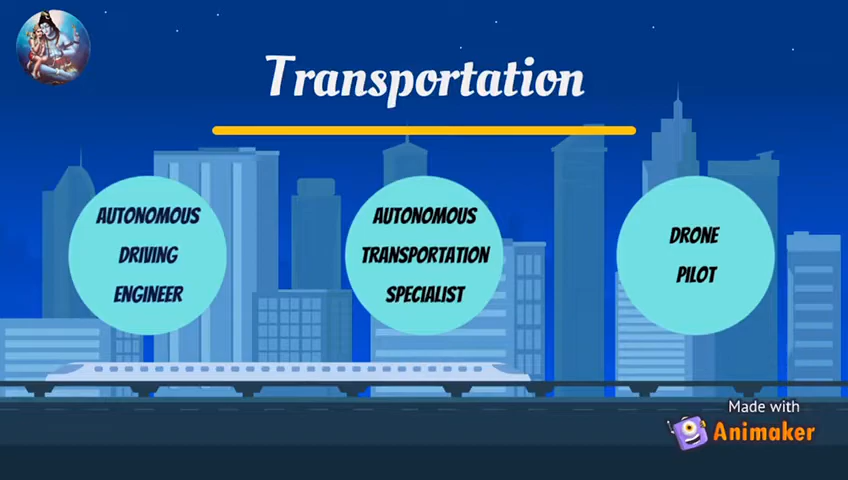 Transportation
AUTONOMOUS
DRIVING
ENGINEER
AUTONOMOUS
TRANSPORTATION
SPECIALIST
DRONE
PILOT
Made with
Animaker